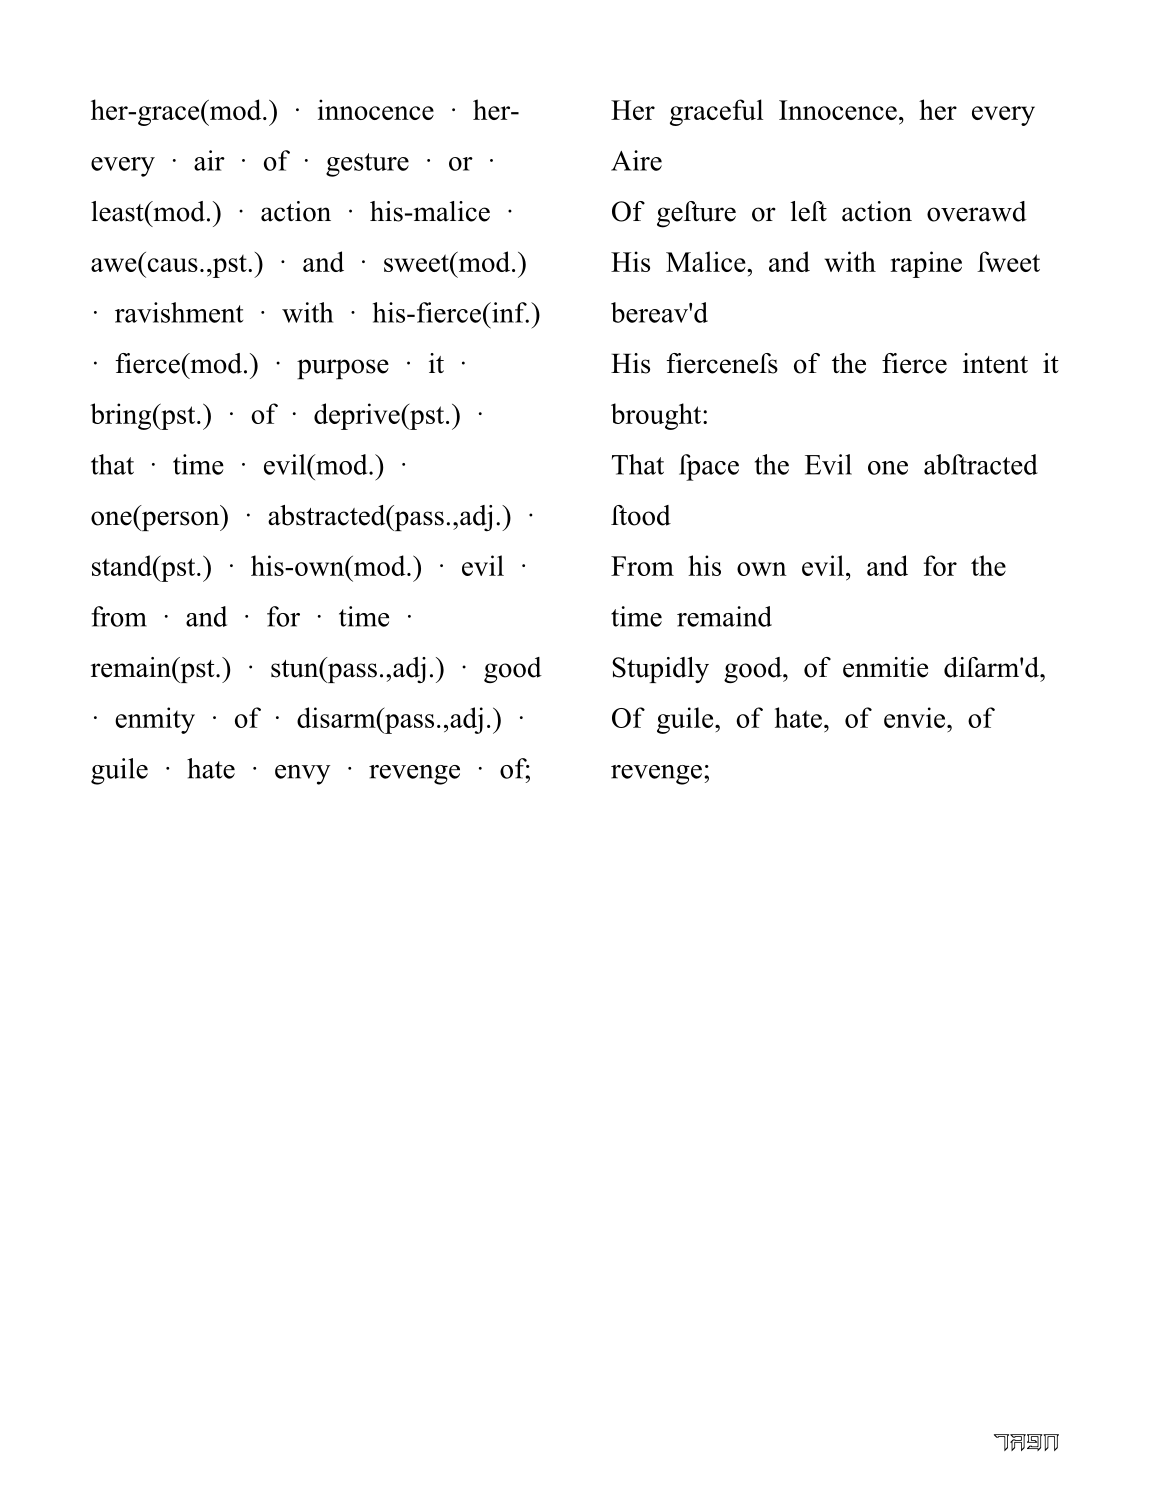 her-grace(mod.) · innocence · her-
every · air · of · gesture · or ·
least(mod.) · action · his-malice ·
awe(caus.,pst.) · and · sweet(mod.)
· ravishment · with · his-fierce(inf.)
· fierce(mod.) · purpose · it ·
bring(pst.) · of · deprive(pst.) ·
that · time · evil(mod.) ·
one(person) · abstracted(pass.,adj.) ·
stand(pst.) · his-own(mod.) · evil ·
from · and · for · time ·
remain(pst.) · stun(pass.,adj.) · good
· enmity · of · disarm(pass.,adj.) ·
guile · hate · envy · revenge · of;
Her graceful Innocence, her every
Aire
Of geſture or leſt action overawd
His Malice, and with rapine ſweet
bereav'd
His fierceneſs of the fierce intent it
brought:
That ſpace the Evil one abſtracted
ſtood
From his own evil, and for the
time remaind
Stupidly good, of enmitie diſarm'd,
Of guile, of hate, of envie, of
revenge;